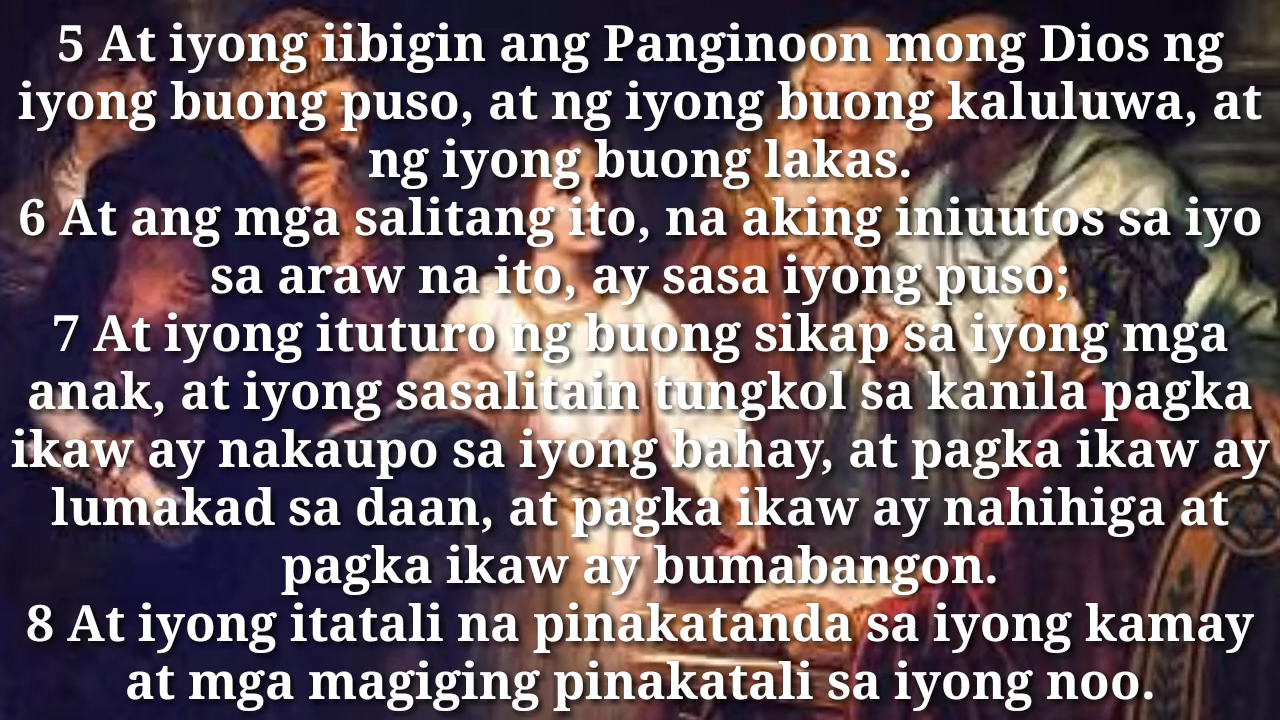 5 At iyong iibigin ang Panginoon mong Dios ng
iyong buong puso, at ng iyong buong kaluluwa, at
ng iyong buong lakas.
6 At ang mga salitang ito, na aking iniuutos sa iyo
sa araw na ito, ay sasa iyong puso;
7 At iyong ituturo ng buong sikap sa iyong mga
anak, at iyong sasalitain tungkol sa kanila pagka
ikaw ay nakaupo sa iyong bahay, at pagka ikaw ay
lumakad sa daan, at pagka ikaw ay nahihiga at
pagka ikaw ay bumabangon.
8 At iyong itatali na pinakatanda sa iyong kamay
at mga magiging pinakatali sa iyong noo.